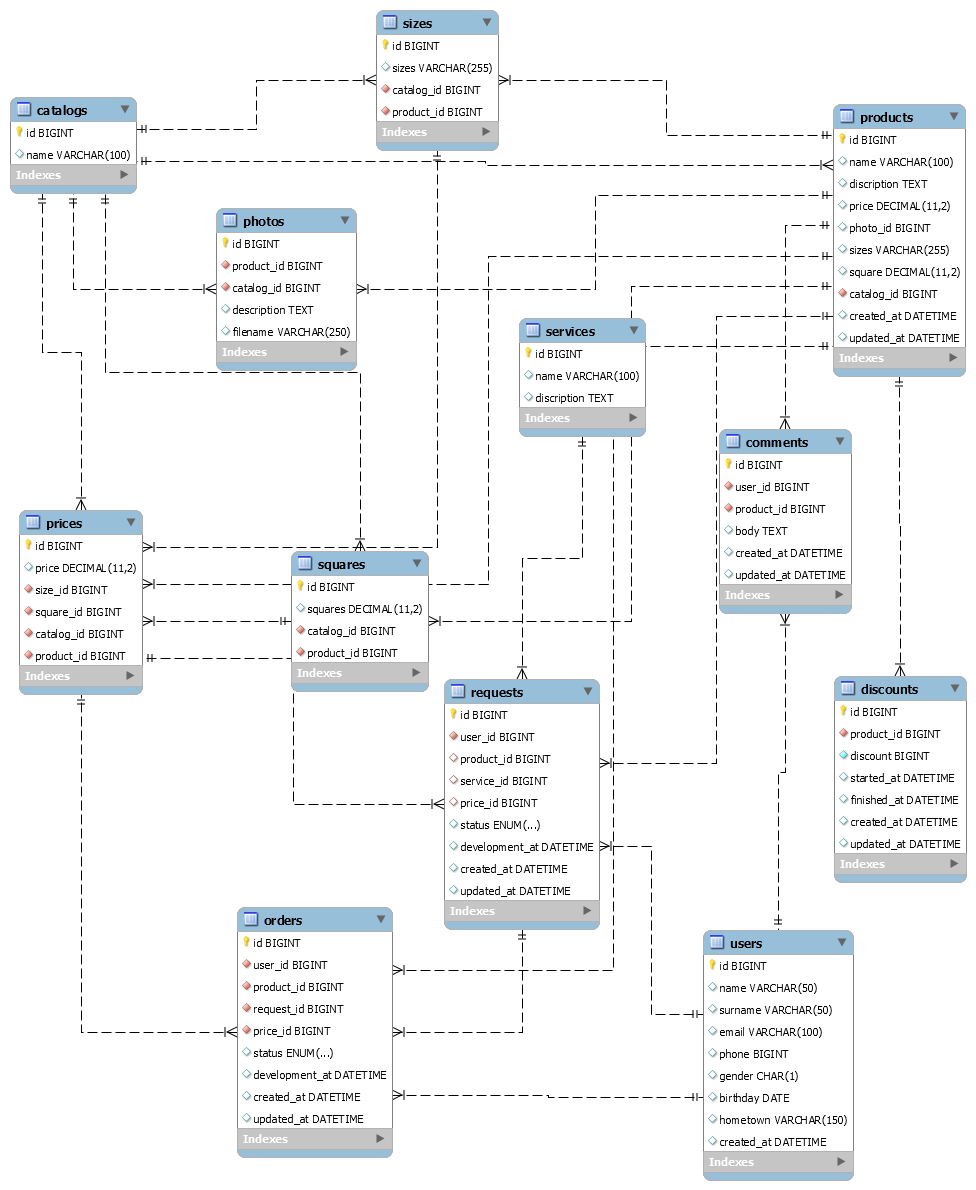 sizes
id BIGINT
sizes VARCHAR(255)
catalog_id BIGINT
product_id BIGINT
Indexes
catalogs
id BIGINT
name VARCHAR(100)
Indexes
products
id BIGINT
name VARCHAR(100)
discription TEXT
price DECIMAL(11,2)
photo_id BIGINT
sizes VARCHAR(255)
square DECIMAL(11,2)
catalog_id BIGINT
created_at DATETIME
updated_at DATETIME
Indexes
photos
id BIGINT
product_id BIGINT
catalog_id BIGINT
description TEXT
filename VARCHAR(250)
Indexes
services
id BIGINT
name VARCHAR(100)
discription TEXT
Indexes
comments
id BIGINT
user_id BIGINT
product_id BIGINT
body TEXT
created_at DATETIME
updated_at DATETIME
Indexes
prices
id BIGINT
price DECIMAL(11,2)
size_id BIGINT
square_id BIGINT
catalog_id BIGINT
product_id BIGINT
Indexes
squares
id BIGINT
squares DECIMAL(11,2)
catalog_id BIGINT
product_id BIGINT
Indexes
requests
id BIGINT
user_id BIGINT
product_id BIGINT
service_id BIGINT
price_id BIGINT
status ENUM(...)
development_at DATETIME
created_at DATETIME
updated_at DATETIME
Indexes
discounts
id BIGINT
product_id BIGINT
discount BIGINT
started_at DATETIME
finished_at DATETIME
created_at DATETIME
updated_at DATETIME
Indexes
orders
id BIGINT
user_id BIGINT
product_id BIGINT
request_id BIGINT
price_id BIGINT
status ENUM(...)
development_at DATETIME
created_at DATETIME
updated_at DATETIME
Indexes
users
id BIGINT
name VARCHAR(50)
surname VARCHAR(50)
email VARCHAR(100)
phone BIGINT
gender CHAR(1)
birthday DATE
hometown VARCHAR(150)
created_at DATETIME
Indexes